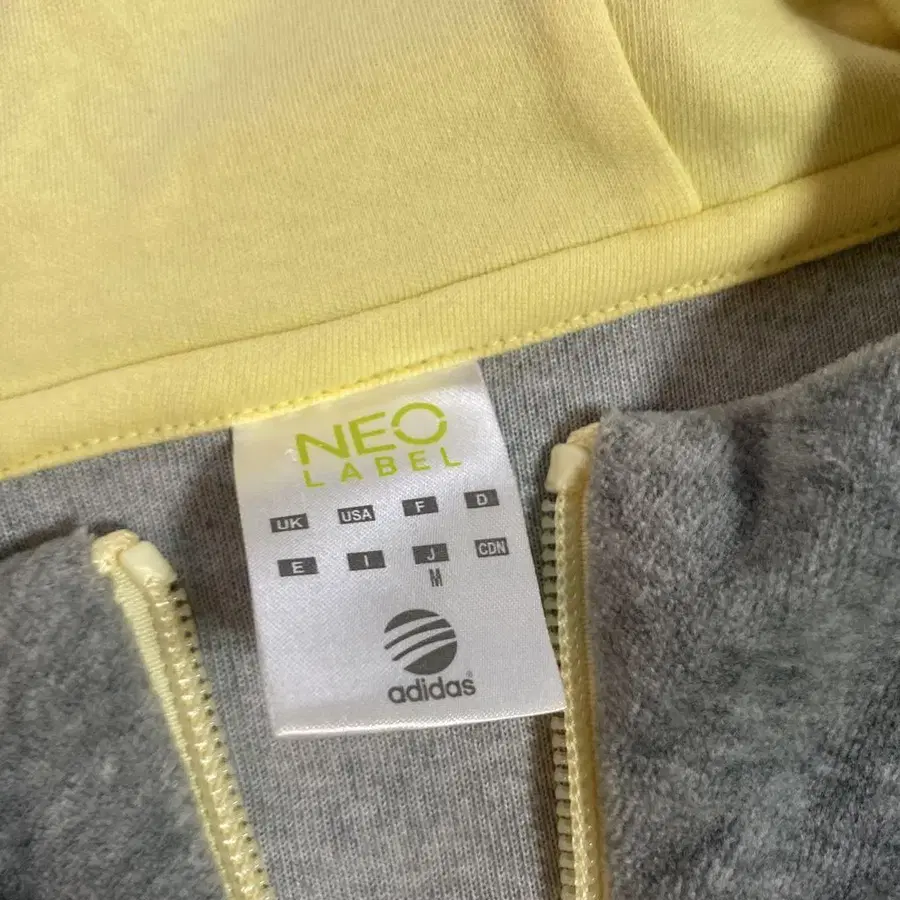 NEO
LABEL
UK USA F D
E I J CDN
M
adidas